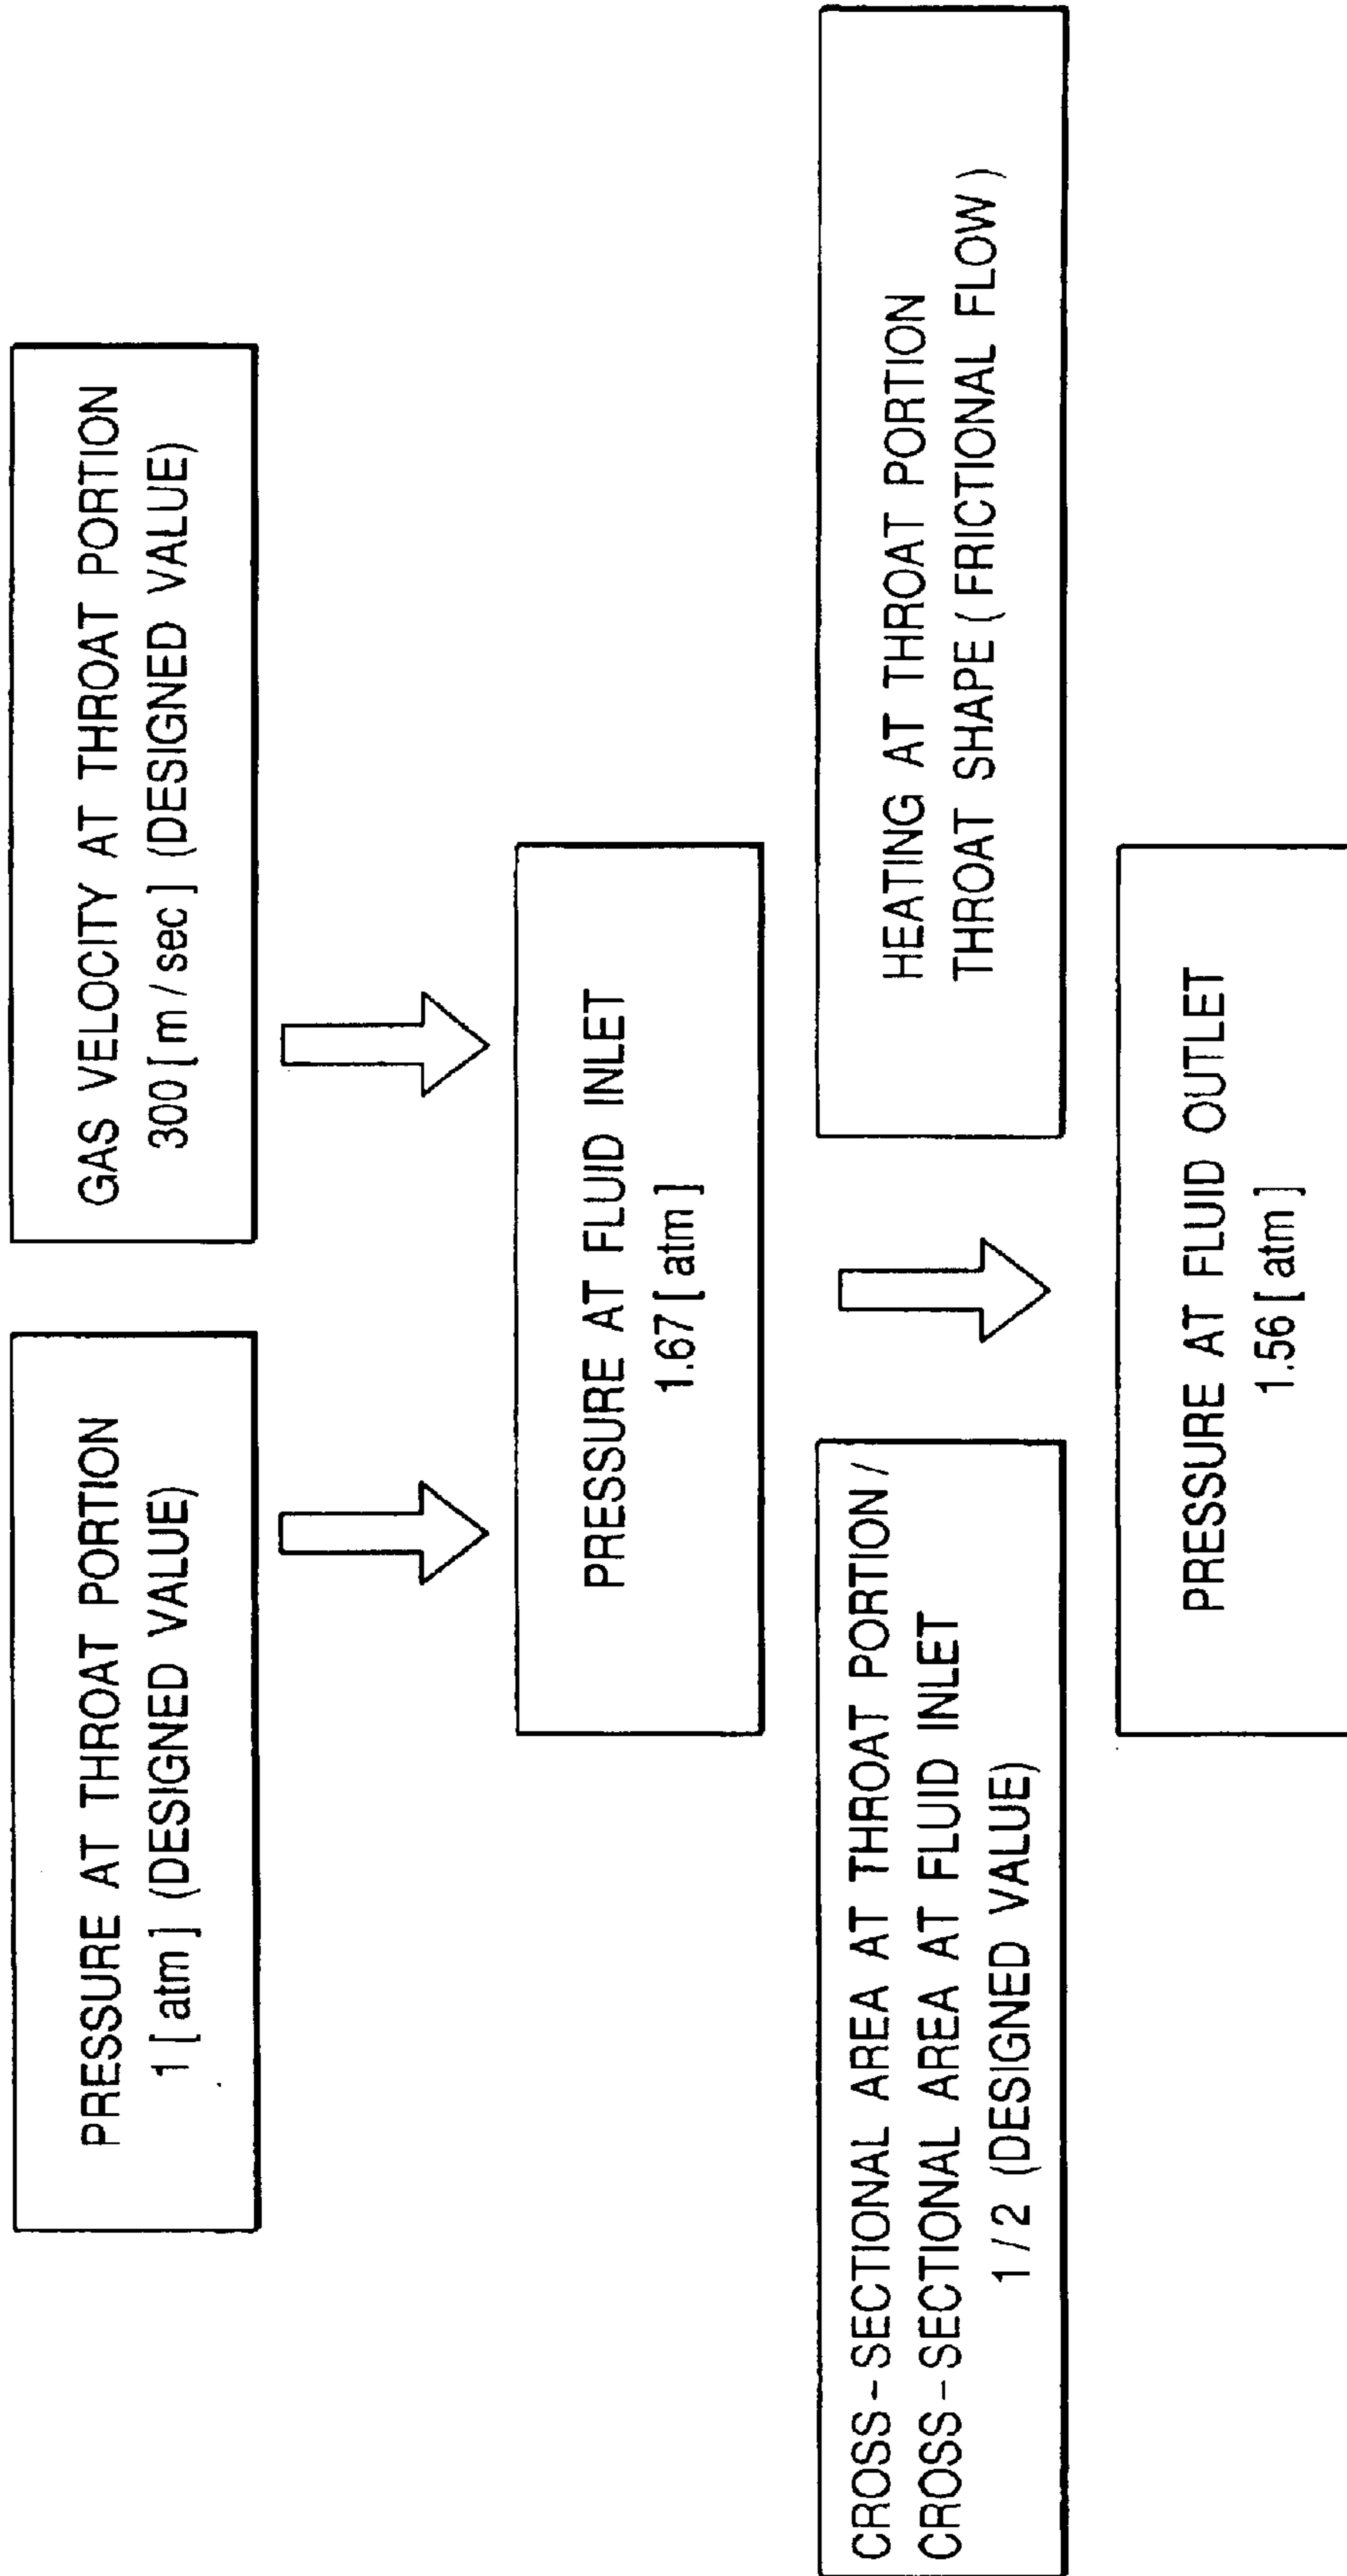 PRESSURE AT THROAT PORTION
1 [ atm ] (DESIGNED VALUE)
GAS VELOCITY AT THROAT PORTION
300 [ m / sec ] (DESIGNED VALUE)
PRESSURE AT FLUID INLET
1.67 [ atm ]
CROSS-SECTIONAL AREA AT THROAT PORTION /
CROSS-SECTIONAL AREA AT FLUID INLET
1 / 2 (DESIGNED VALUE)
HEATING AT THROAT PORTION
THROAT SHAPE ( FRICTIONAL FLOW )
PRESSURE AT FLUID OUTLET
1.56 [ atm ]